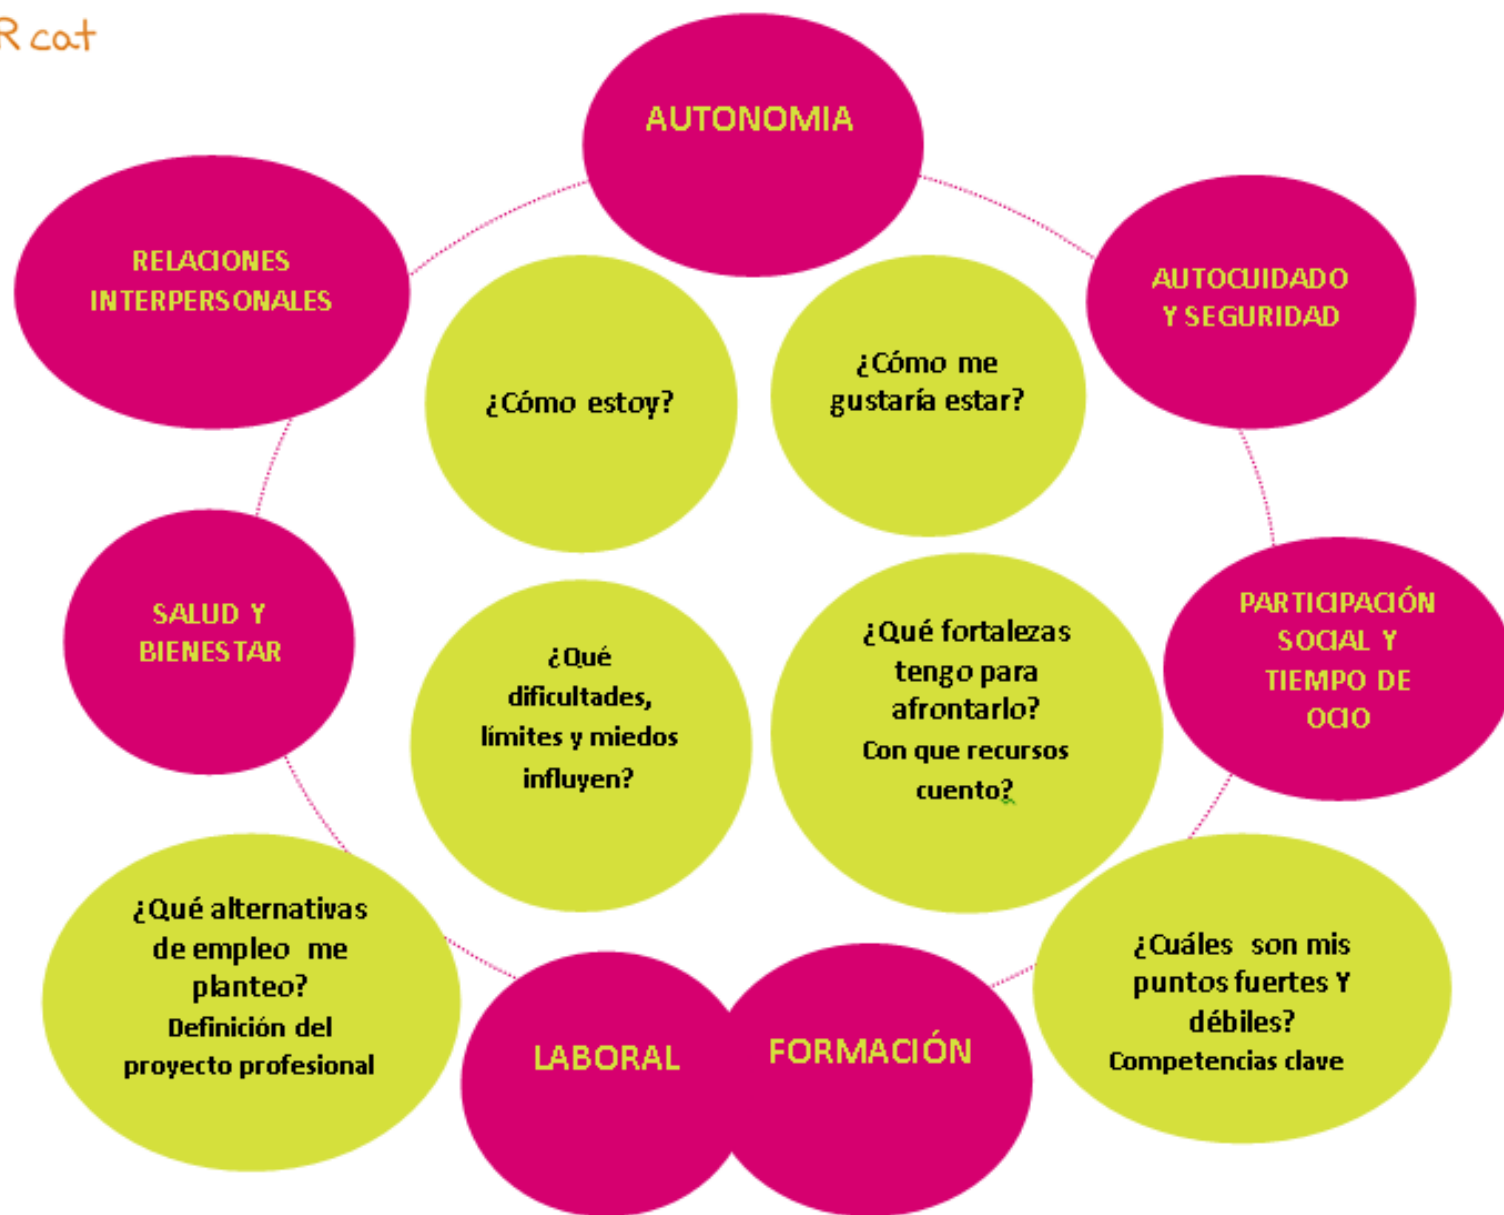 R cat
AUTONOMIA
RELACIONES
INTERPERSONALES
AUTOCUIDADO
Y SEGURIDAD
¿Cómo estoy?
¿Cómo me
gustaría estar?
SALUD Y
BIENESTAR
¿Qué
dificultades,
límites y miedos
influyen?
¿Qué fortalezas
tengo para
afrontarlo?
Con que recursos
cuento?
PARTICIPACIÓN
SOCIAL Y
TIEMPO DE
OCIO
¿Qué alternativas
de empleo me
planteo?
Definición del
proyecto profesional
LABORAL
FORMACIÓN
¿Cuáles son mis
puntos fuertes Y
débiles?
Competencias clave